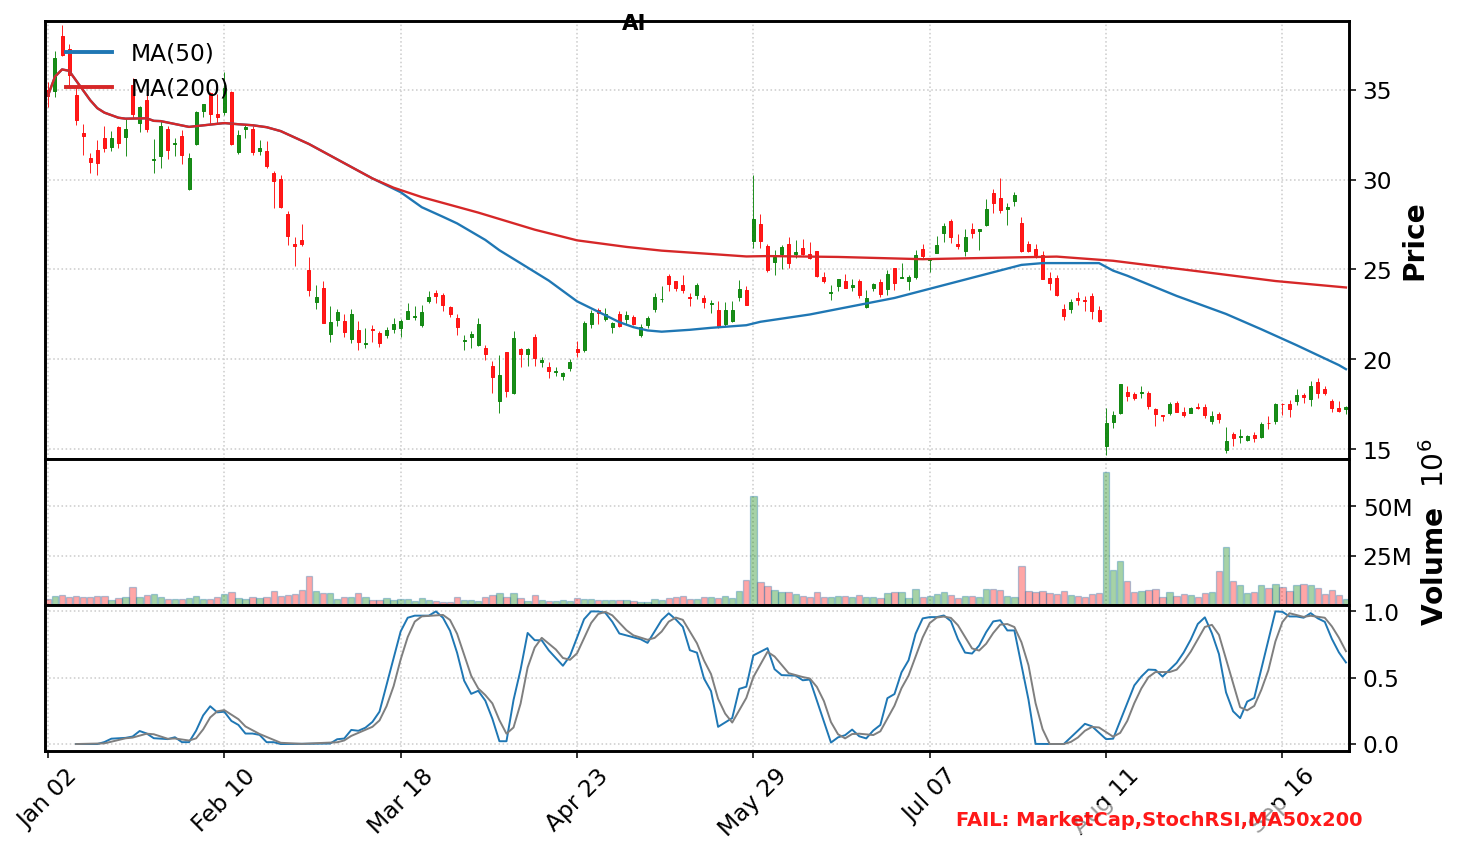 AI
MA(50)
MA(200)
35
30
25
20
15
Price
50M
25M
Volume 10⁶
1.0
0.5
0.0
Jan 02
Feb 10
Mar 18
Apr 23
May 29
Jul 07
Aug 11
Sep 16
FAIL: MarketCap,StochRSI,MA50x200